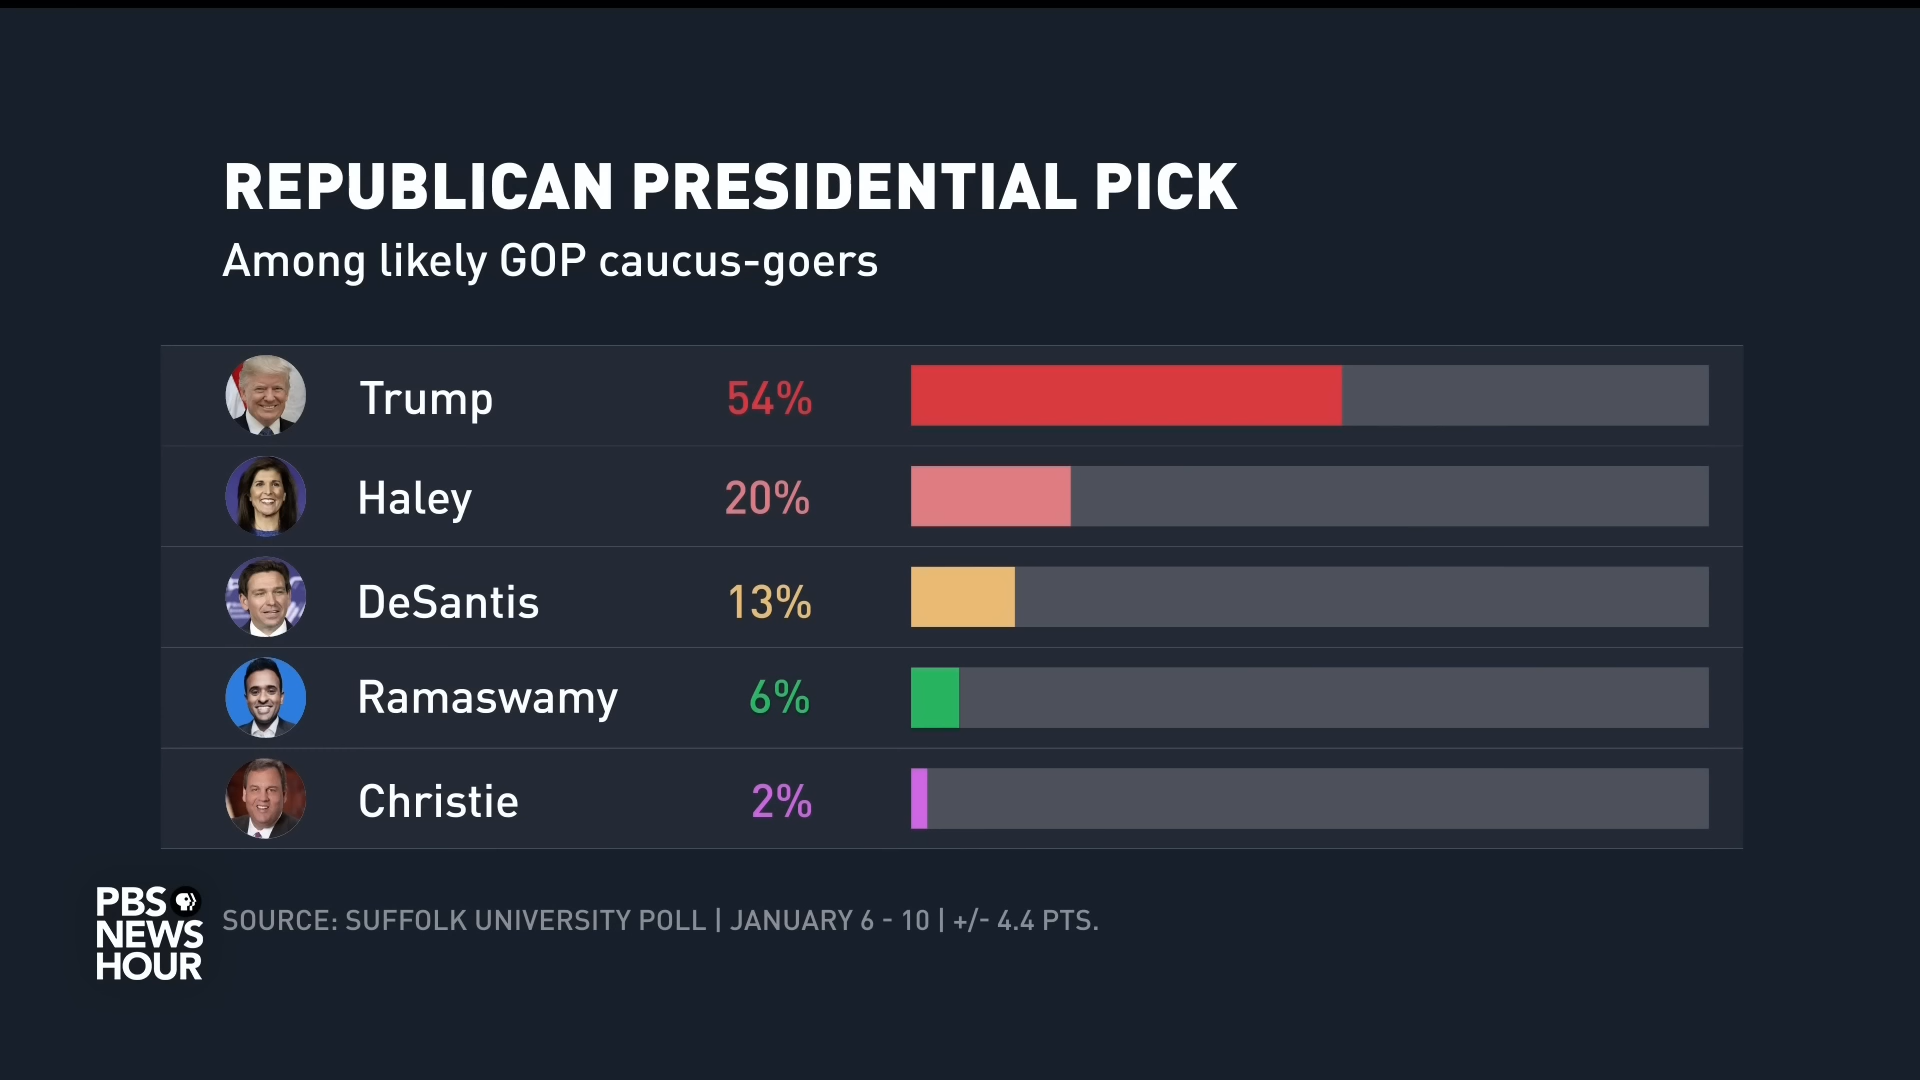 REPUBLICAN PRESIDENTIAL PICK
Among likely GOP caucus-goers
Trump 54%
Haley 20%
DeSantis 13%
Ramaswamy 6%
Christie 2%
PBS
NEWS
HOUR
SOURCE: SUFFOLK UNIVERSITY POLL | JANUARY 6 - 10 | +/- 4.4 PTS.